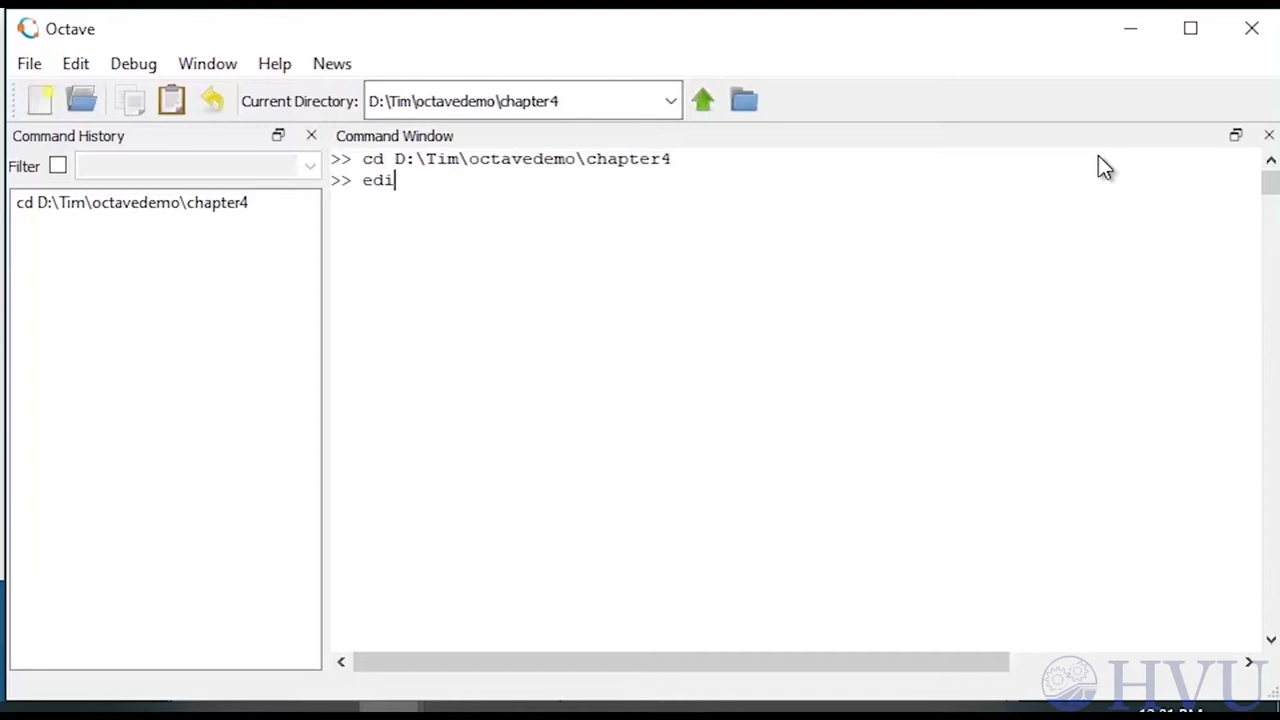 Octave
File Edit Debug Window Help News
Current Directory: D:\Tim\octavedemo\chapter4
Command History
Command Window
Filter
cd D:\Tim\octavedemo\chapter4
>> cd D:\Tim\octavedemo\chapter4
>> edi
HVU